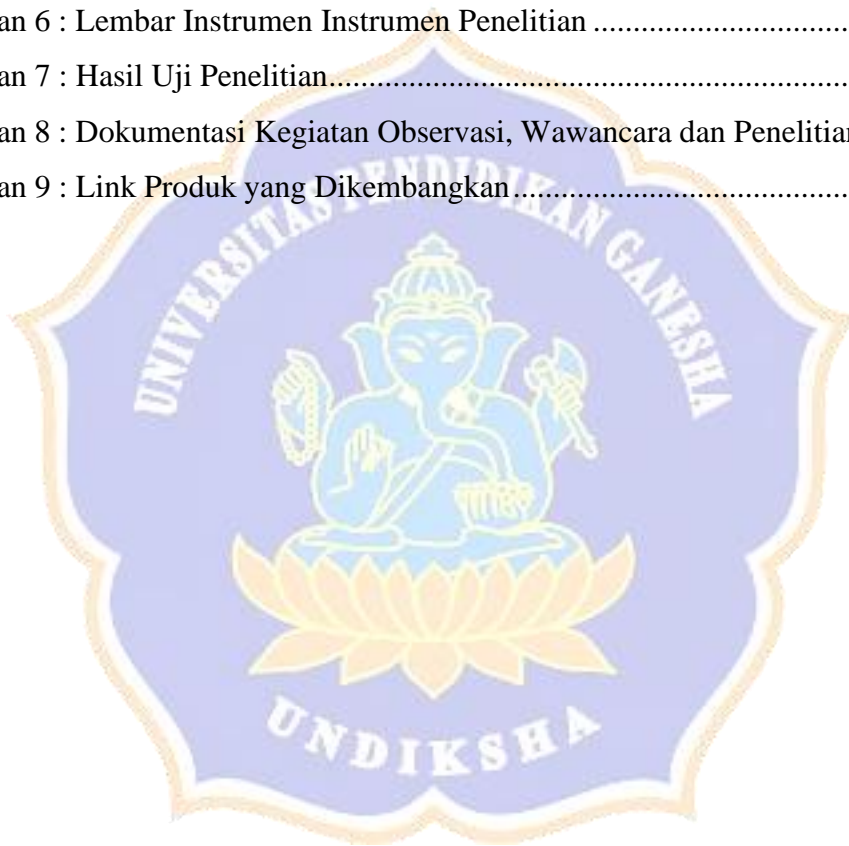 an 6 : Lembar Instrumen Instrumen Penelitian ..............................
an 7 : Hasil Uji Penelitian.............................................................
an 8 : Dokumentasi Kegiatan Observasi, Wawancara dan Penelitian
an 9 : Link Produk yang Dikembangkan.......................................
UNIVERSITAS PENDIDIKAN GANESHA
UNDIKSHA